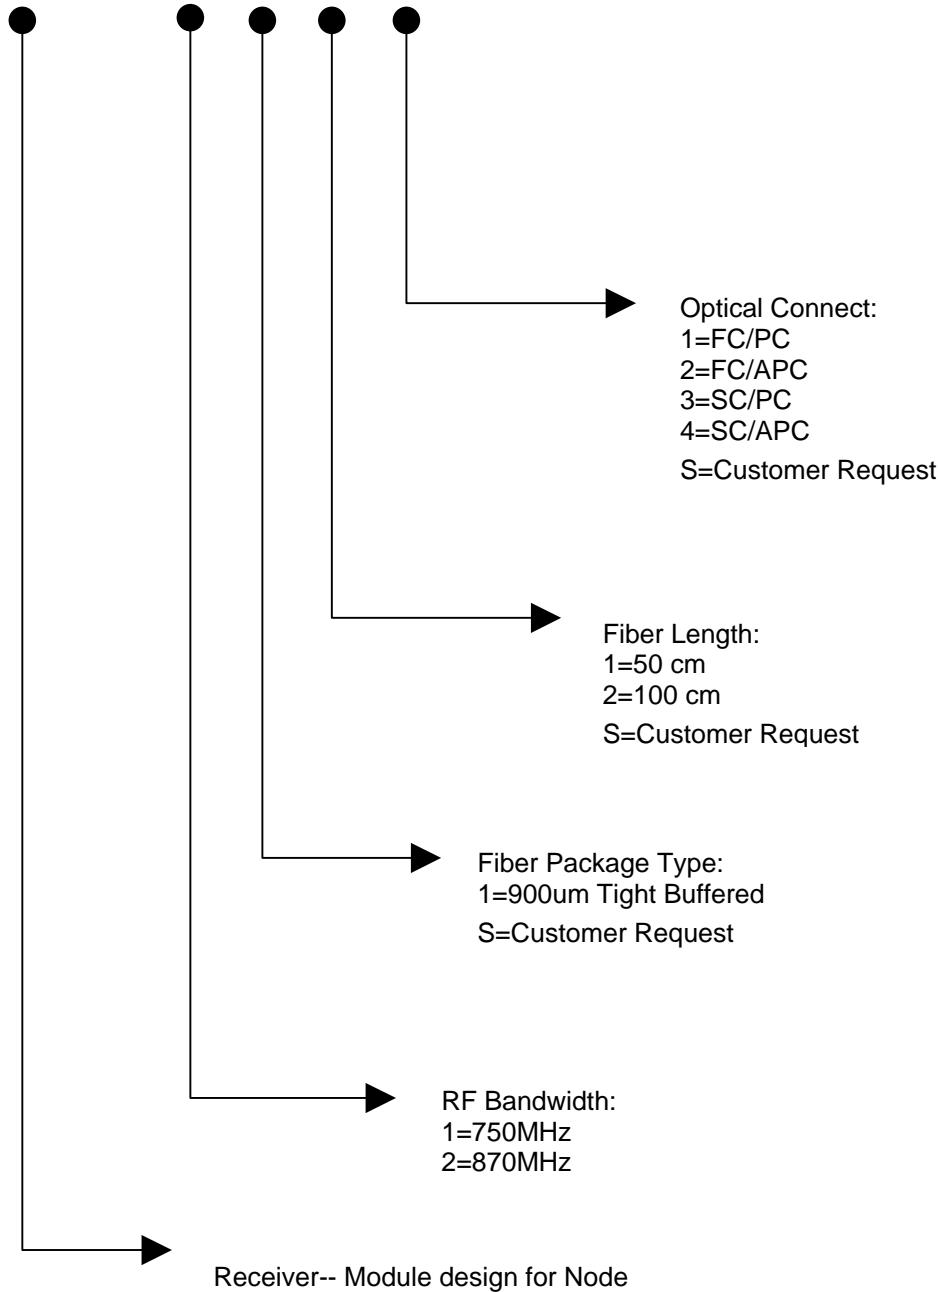 Optical Connect:
1=FC/PC
2=FC/APC
3=SC/PC
4=SC/APC
S=Customer Request
Fiber Length:
1=50 cm
2=100 cm
S=Customer Request
Fiber Package Type:
1=900um Tight Buffered
S=Customer Request
RF Bandwidth:
1=750MHz
2=870MHz
Receiver-- Module design for Node